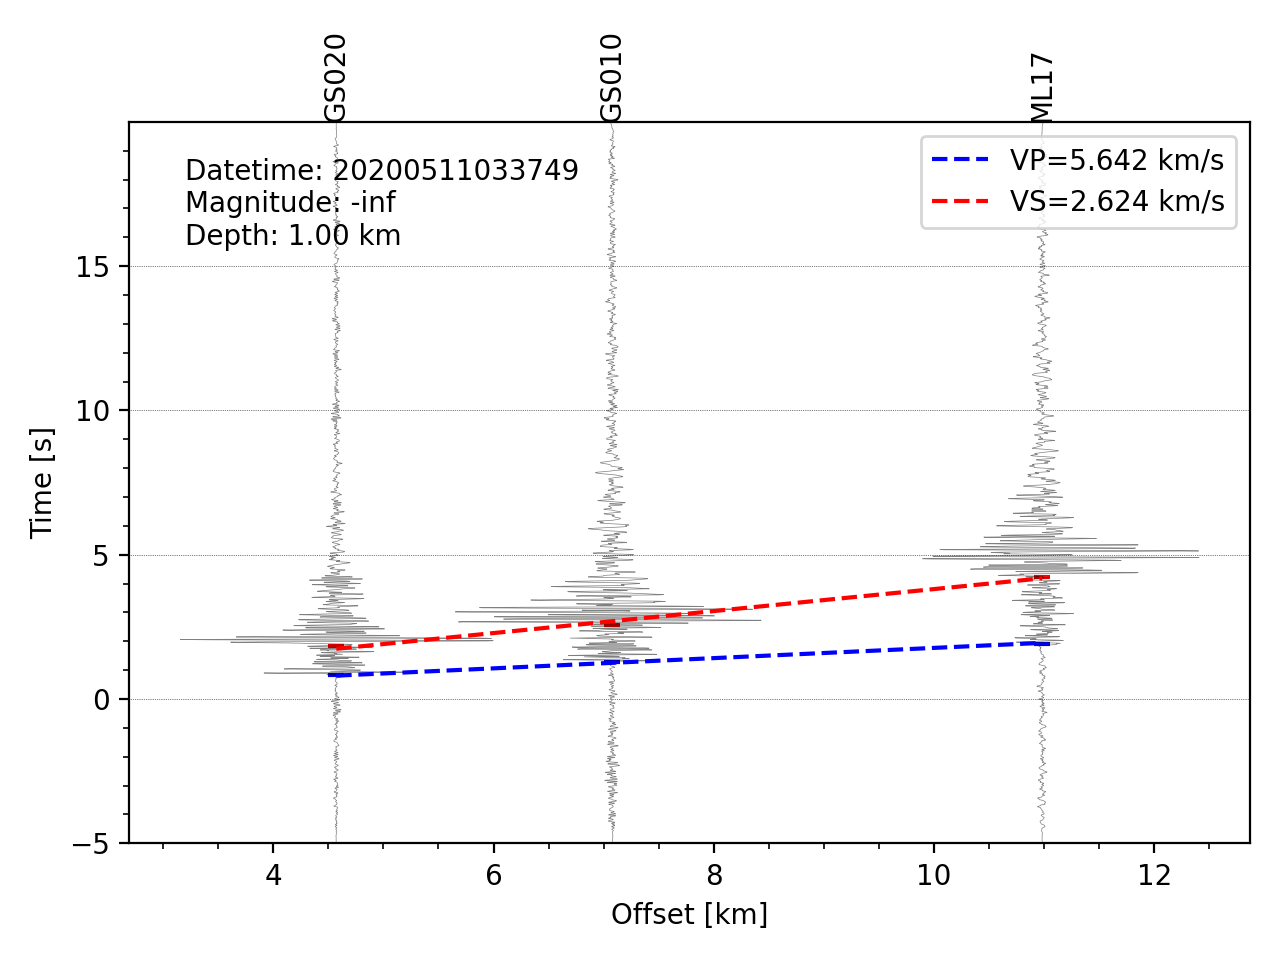 GS020
GS010
ML17
Datetime: 20200511033749
Magnitude: -inf
Depth: 1.00 km
VP=5.642 km/s
VS=2.624 km/s
15
10
5
0
−5
Time [s]
4 6 8 10 12
Offset [km]